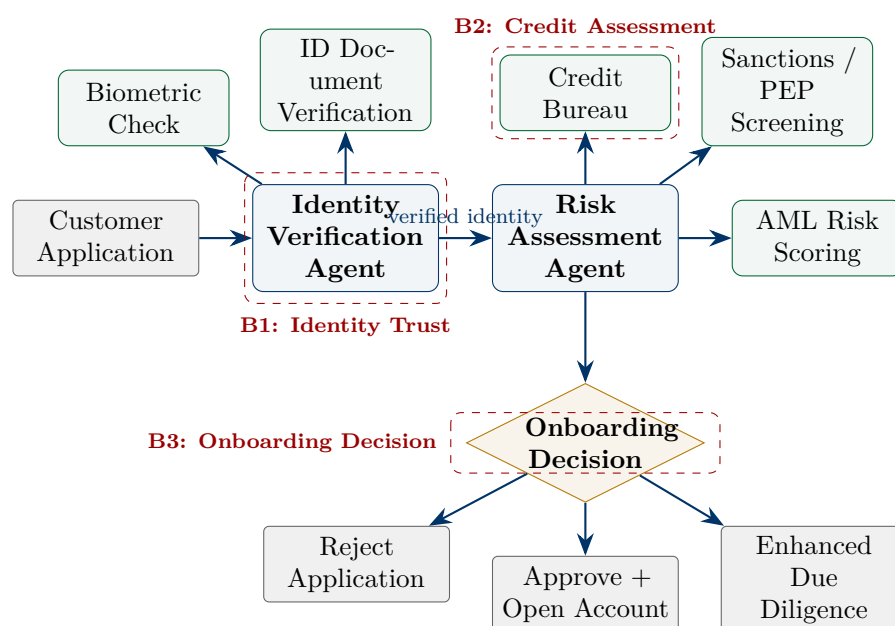 B2: Credit Assessment
ID Doc-
ument
Verification
Biometric
Check
Credit
Bureau
Sanctions /
PEP
Screening
Customer
Application
Identity
Verification
Agent
verified identity
Risk
Assessment
Agent
AML Risk
Scoring
B1: Identity Trust
B3: Onboarding Decision
Onboarding
Decision
Reject
Application
Approve +
Open Account
Enhanced
Due
Diligence